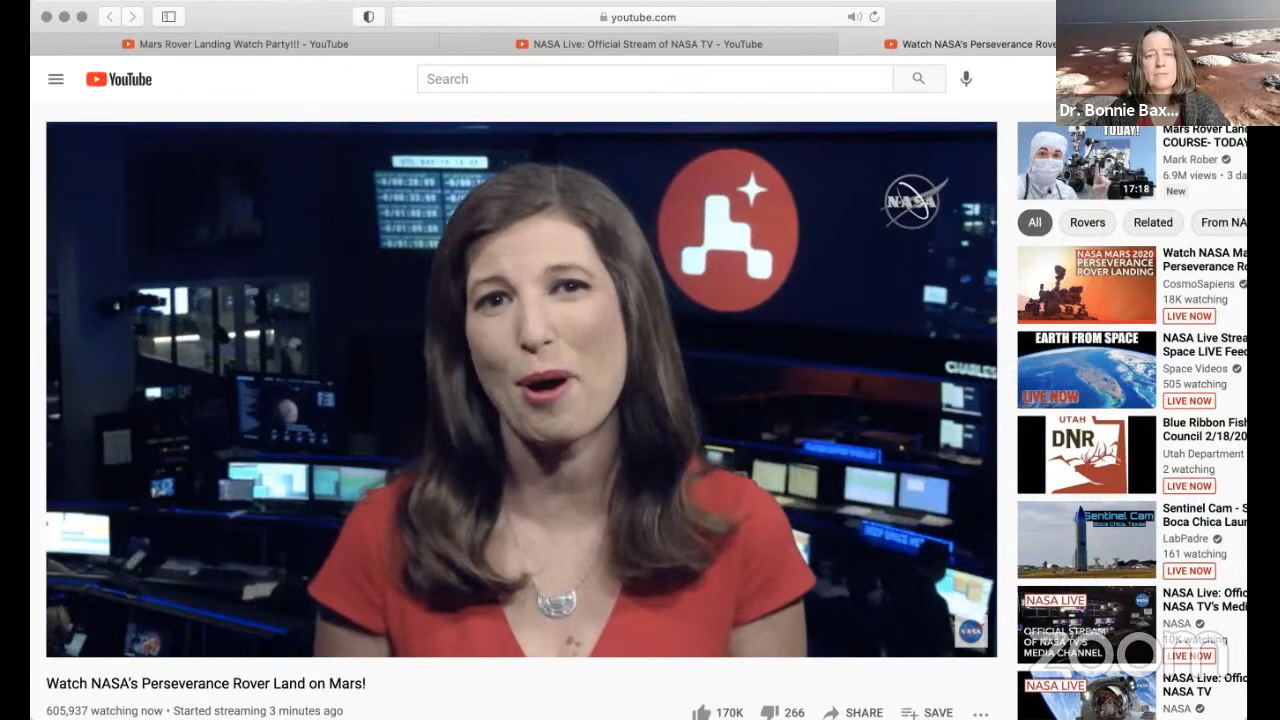 youtube.com
Mars Rover Landing Watch Party!!! - YouTube
NASA Live: Official Stream of NASA TV - YouTube
Watch NASA's Perseverance Rove
Dr. Bonnie Bax...
YouTube
Search
TODAY!
17:18
Mars Rover Land
COURSE- TODAY
Mark Rober
6.9M views • 3 da
New
NASA
CHARLES
All
Rovers
Related
From NA
NASA MARS 2020
PERSEVERANCE
ROVER LANDING
Watch NASA Ma
Perseverance Ro
CosmoSapiens
18K watching
LIVE NOW
EARTH FROM SPACE
LIVE NOW
NASA Live Strea
Space LIVE Feed
Space Videos
505 watching
LIVE NOW
UTAH
DNR
Blue Ribbon Fish
Council 2/18/20
Utah Department
2 watching
LIVE NOW
Sentinel Cam
Boca Chica, Texas
Sentinel Cam - S
Boca Chica Laun
LabPadre
161 watching
LIVE NOW
NASA LIVE
OFFICIAL STREAM
OF NASA TV'S
MEDIA CHANNEL
NASA Live: Offic
NASA TV's Medi
NASA
10K watching
LIVE NOW
NASA
zoom
NASA LIVE
NASA Live: Offic
NASA TV
NASA
Watch NASA's Perseverance Rover Land on Mars!
605,937 watching now • Started streaming 3 minutes ago
170K
266
SHARE
SAVE